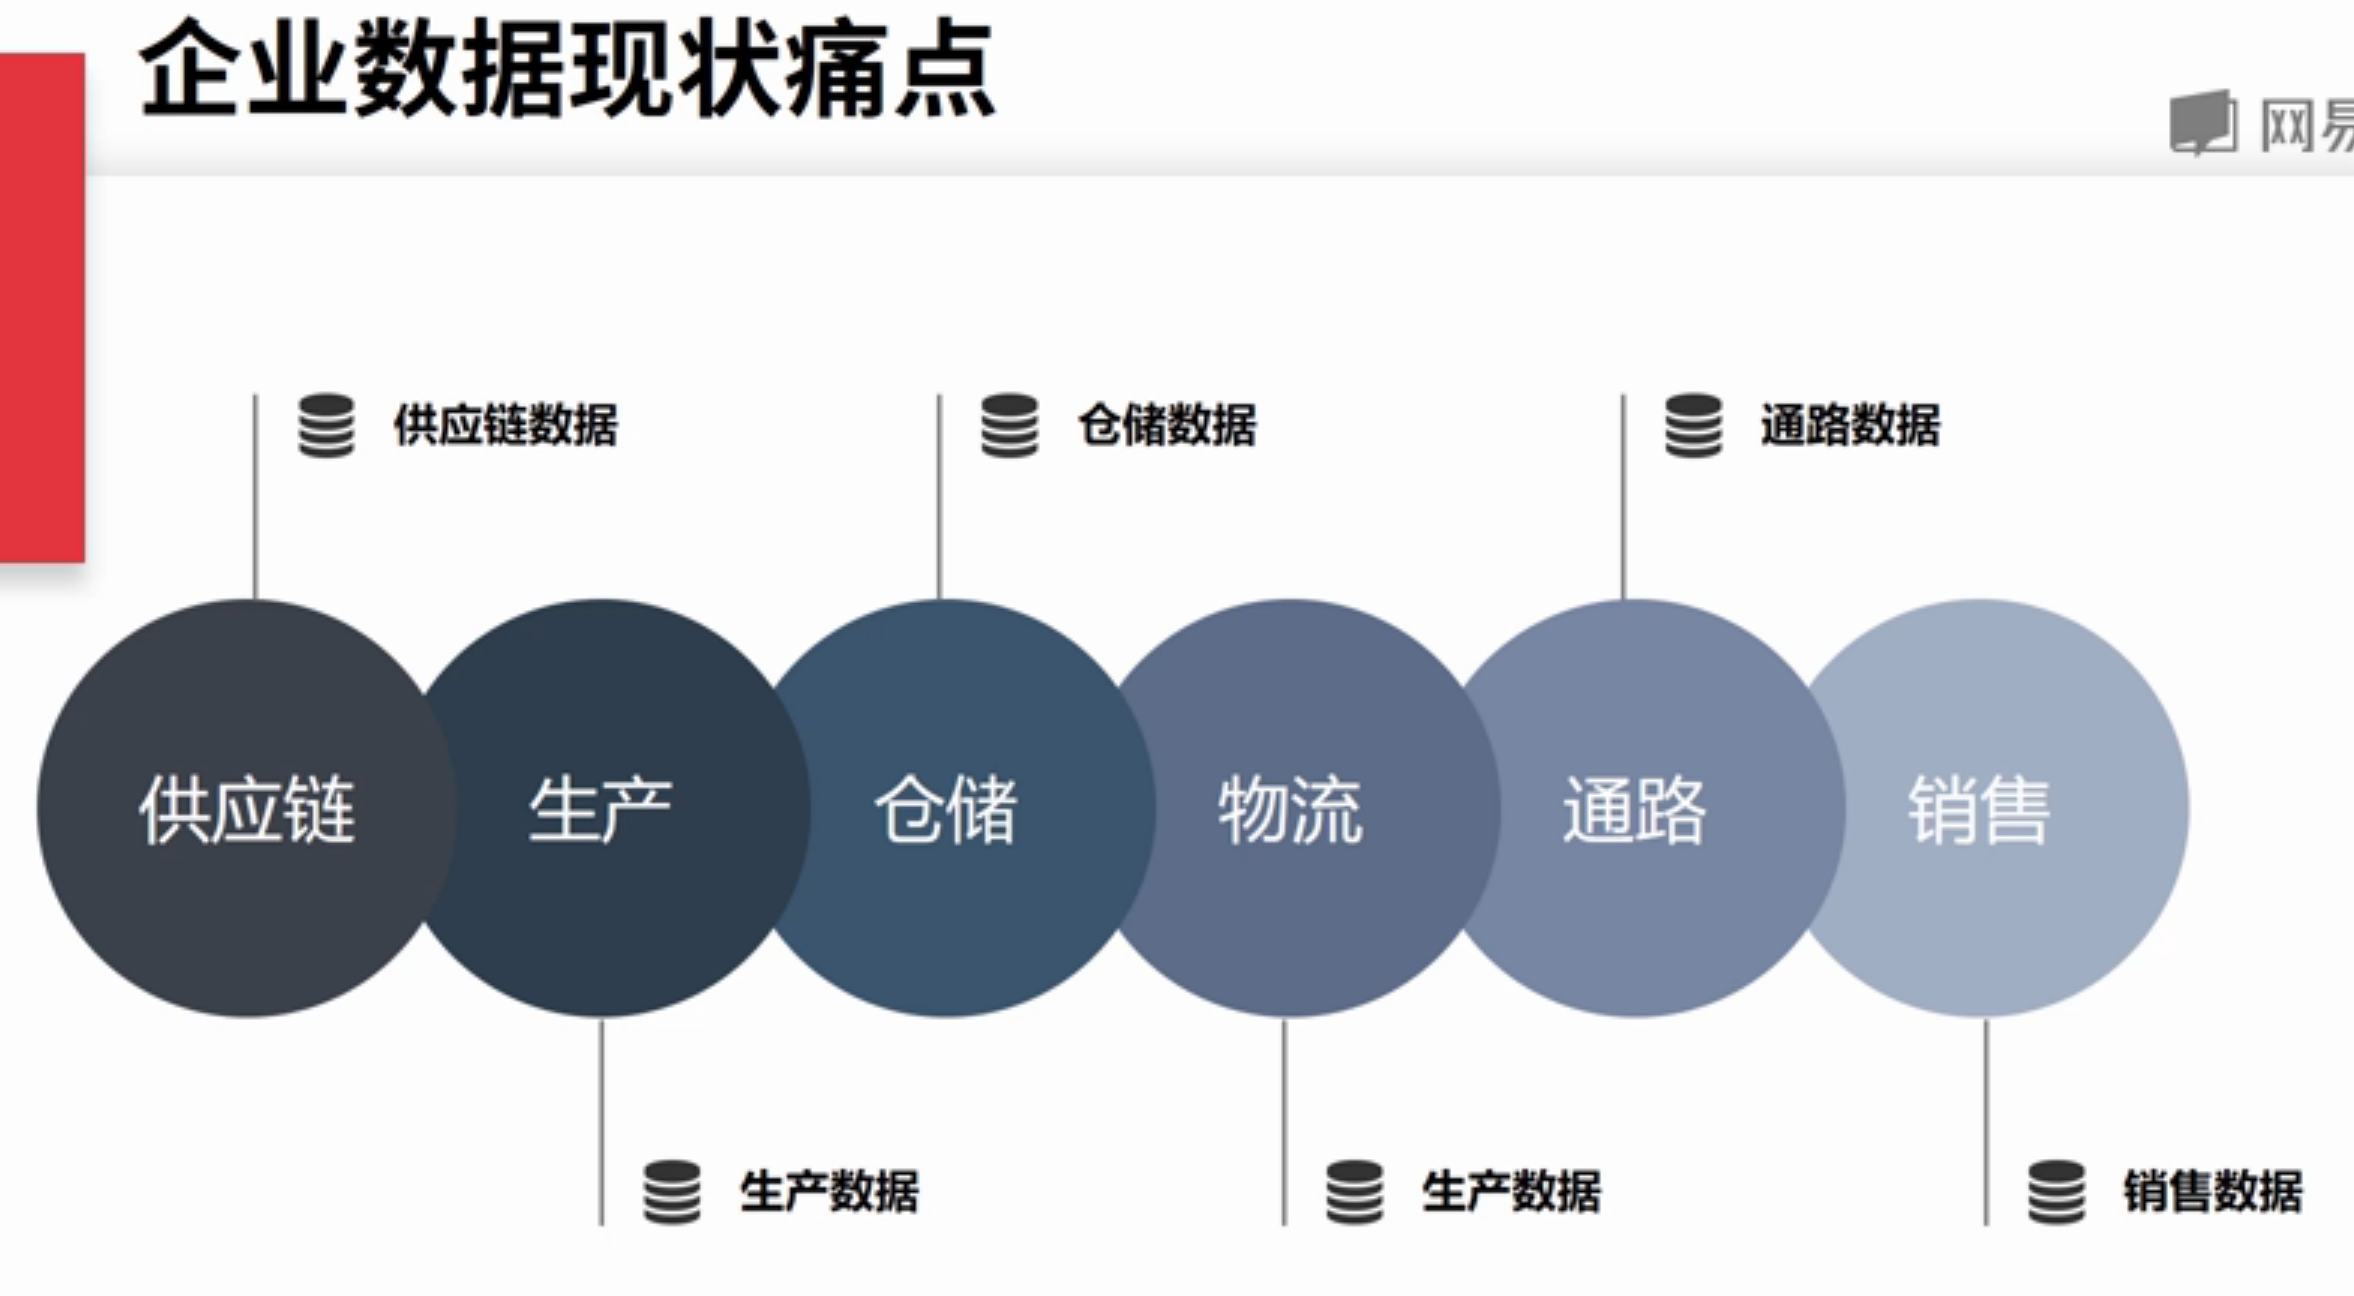 企业数据现状痛点
网易
供应链数据
仓储数据
通路数据
供应链
生产
仓储
物流
通路
销售
生产数据
生产数据
销售数据